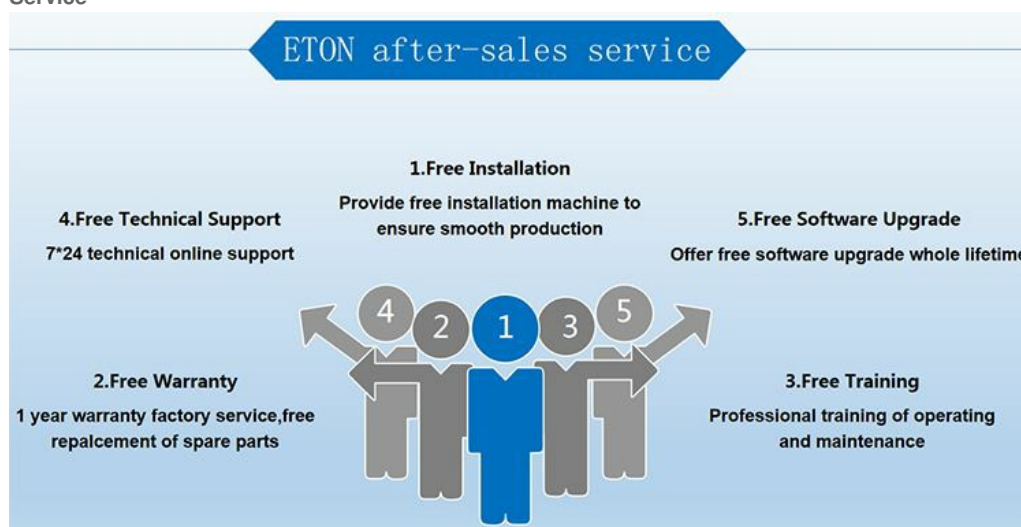 Service
ETON after-sales service
1.Free Installation
Provide free installation machine to
ensure smooth production
4.Free Technical Support
7*24 technical online support
5.Free Software Upgrade
Offer free software upgrade whole lifetime
4
2
1
3
5
2.Free Warranty
1 year warranty factory service,free
repalcement of spare parts
3.Free Training
Professional training of operating
and maintenance